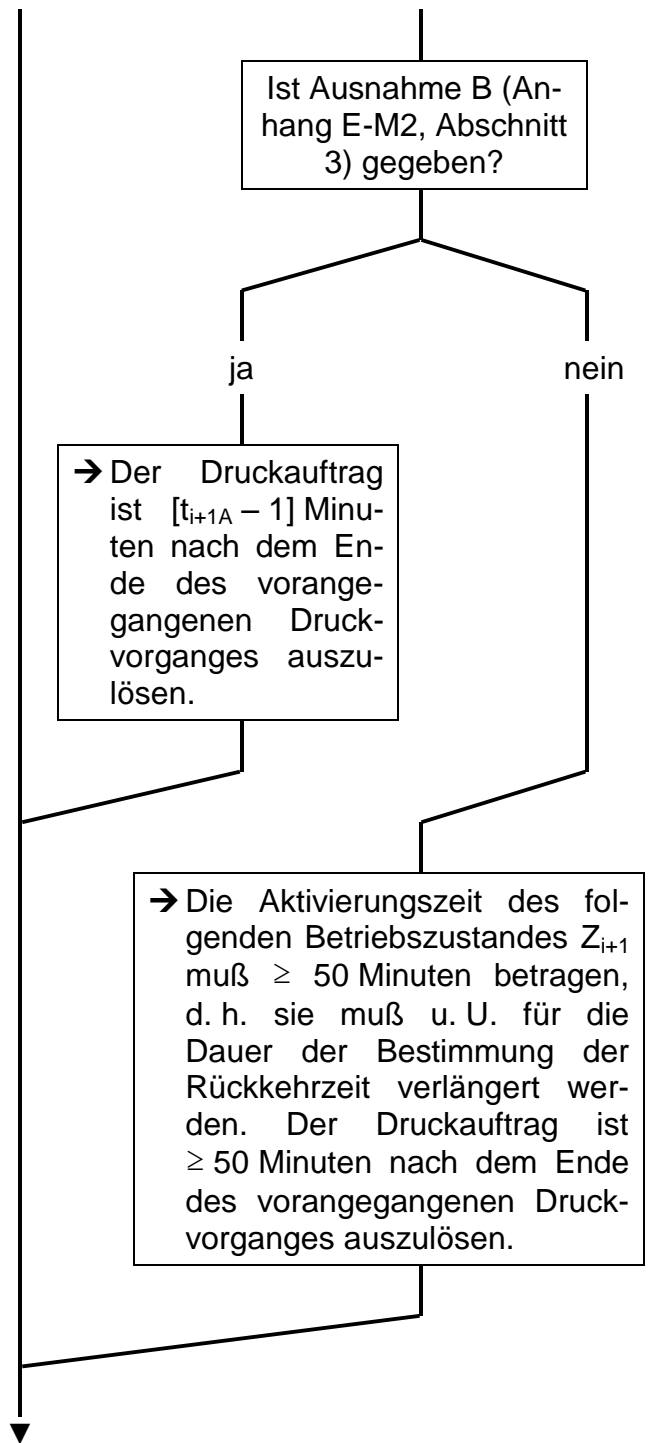 Ist Ausnahme B (An-
hang E-M2, Abschnitt
3) gegeben?
ja
nein
➔ Der Druckauftrag
ist [tᵢ₊₁A – 1] Minu-
ten nach dem En-
de des vorange-
gangenen Druck-
vorganges auszu-
lösen.
➔ Die Aktivierungszeit des fol-
genden Betriebszustandes Zᵢ₊₁
muß ≥ 50 Minuten betragen,
d. h. sie muß u. U. für die
Dauer der Bestimmung der
Rückkehrzeit verlängert wer-
den. Der Druckauftrag ist
≥ 50 Minuten nach dem Ende
des vorangegangenen Druck-
vorganges auszulösen.